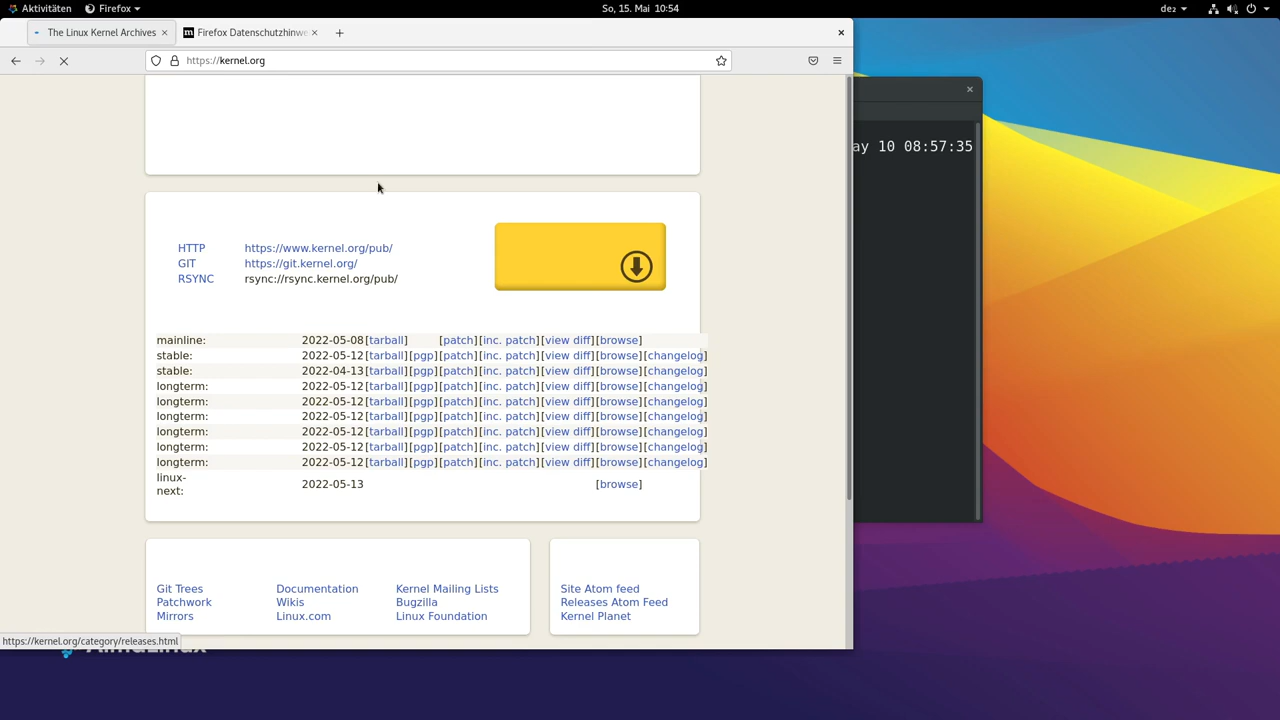 Aktivitäten Firefox So, 15. Mai 10:54 de₂
The Linux Kernel Archives Firefox Datenschutzhinwe
https://kernel.org
ay 10 08:57:35
HTTP https://www.kernel.org/pub/
GIT https://git.kernel.org/
RSYNC rsync://rsync.kernel.org/pub/
mainline: 2022-05-08 [tarball] [patch] [inc. patch] [view diff] [browse]
stable: 2022-05-12 [tarball] [pgp] [patch] [inc. patch] [view diff] [browse] [changelog]
stable: 2022-04-13 [tarball] [pgp] [patch] [inc. patch] [view diff] [browse] [changelog]
longterm: 2022-05-12 [tarball] [pgp] [patch] [inc. patch] [view diff] [browse] [changelog]
longterm: 2022-05-12 [tarball] [pgp] [patch] [inc. patch] [view diff] [browse] [changelog]
longterm: 2022-05-12 [tarball] [pgp] [patch] [inc. patch] [view diff] [browse] [changelog]
longterm: 2022-05-12 [tarball] [pgp] [patch] [inc. patch] [view diff] [browse] [changelog]
longterm: 2022-05-12 [tarball] [pgp] [patch] [inc. patch] [view diff] [browse] [changelog]
longterm: 2022-05-12 [tarball] [pgp] [patch] [inc. patch] [view diff] [browse] [changelog]
linux-
next: 2022-05-13 [browse]
Git Trees Documentation Kernel Mailing Lists Site Atom feed
Patchwork Wikis Bugzilla Releases Atom Feed
Mirrors Linux.com Linux Foundation Kernel Planet
https://kernel.org/category/releases.html